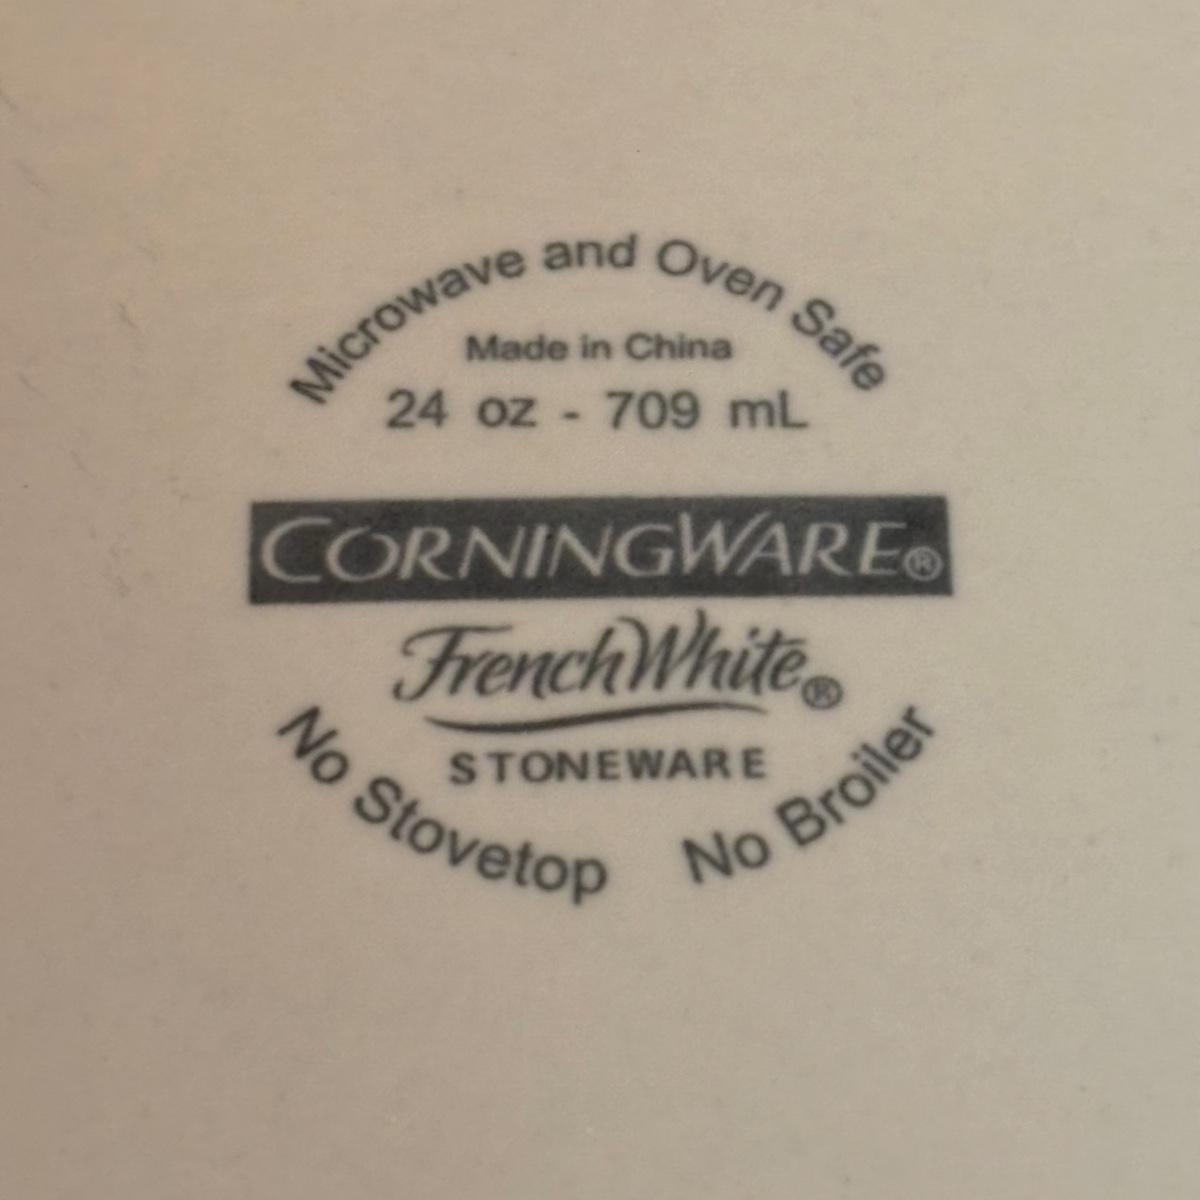 Microwave and Oven Safe
Made in China
24 oz - 709 mL
CORNINGWARE®
FrenchWhite®
STONEWARE
No Stovetop No Broiler